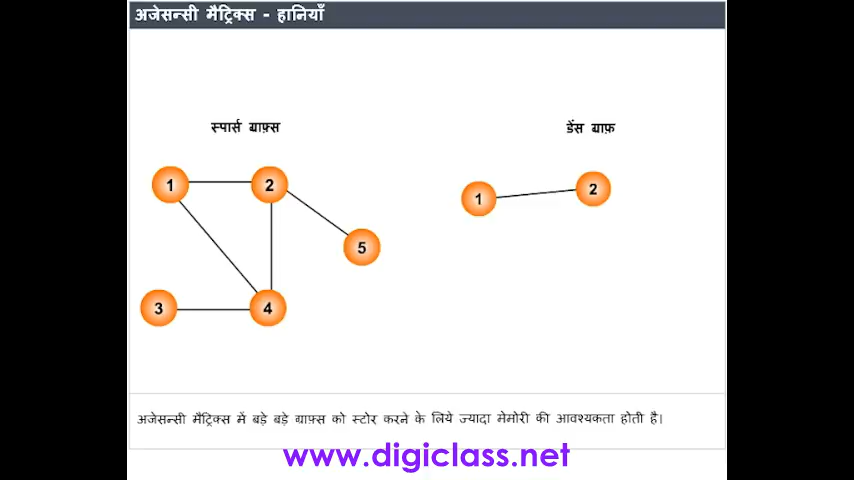 अजेसन्सी मैट्रिक्स - हानियाँ
स्पार्स ग्राफ़्स
डेंस ग्राफ़
1
2
1
2
5
3
4
अजेसन्सी मैट्रिक्स में बड़े बड़े ग्राफ़्स को स्टोर करने के लिये ज्यादा मेमोरी की आवश्यकता होती है।
www.digiclass.net